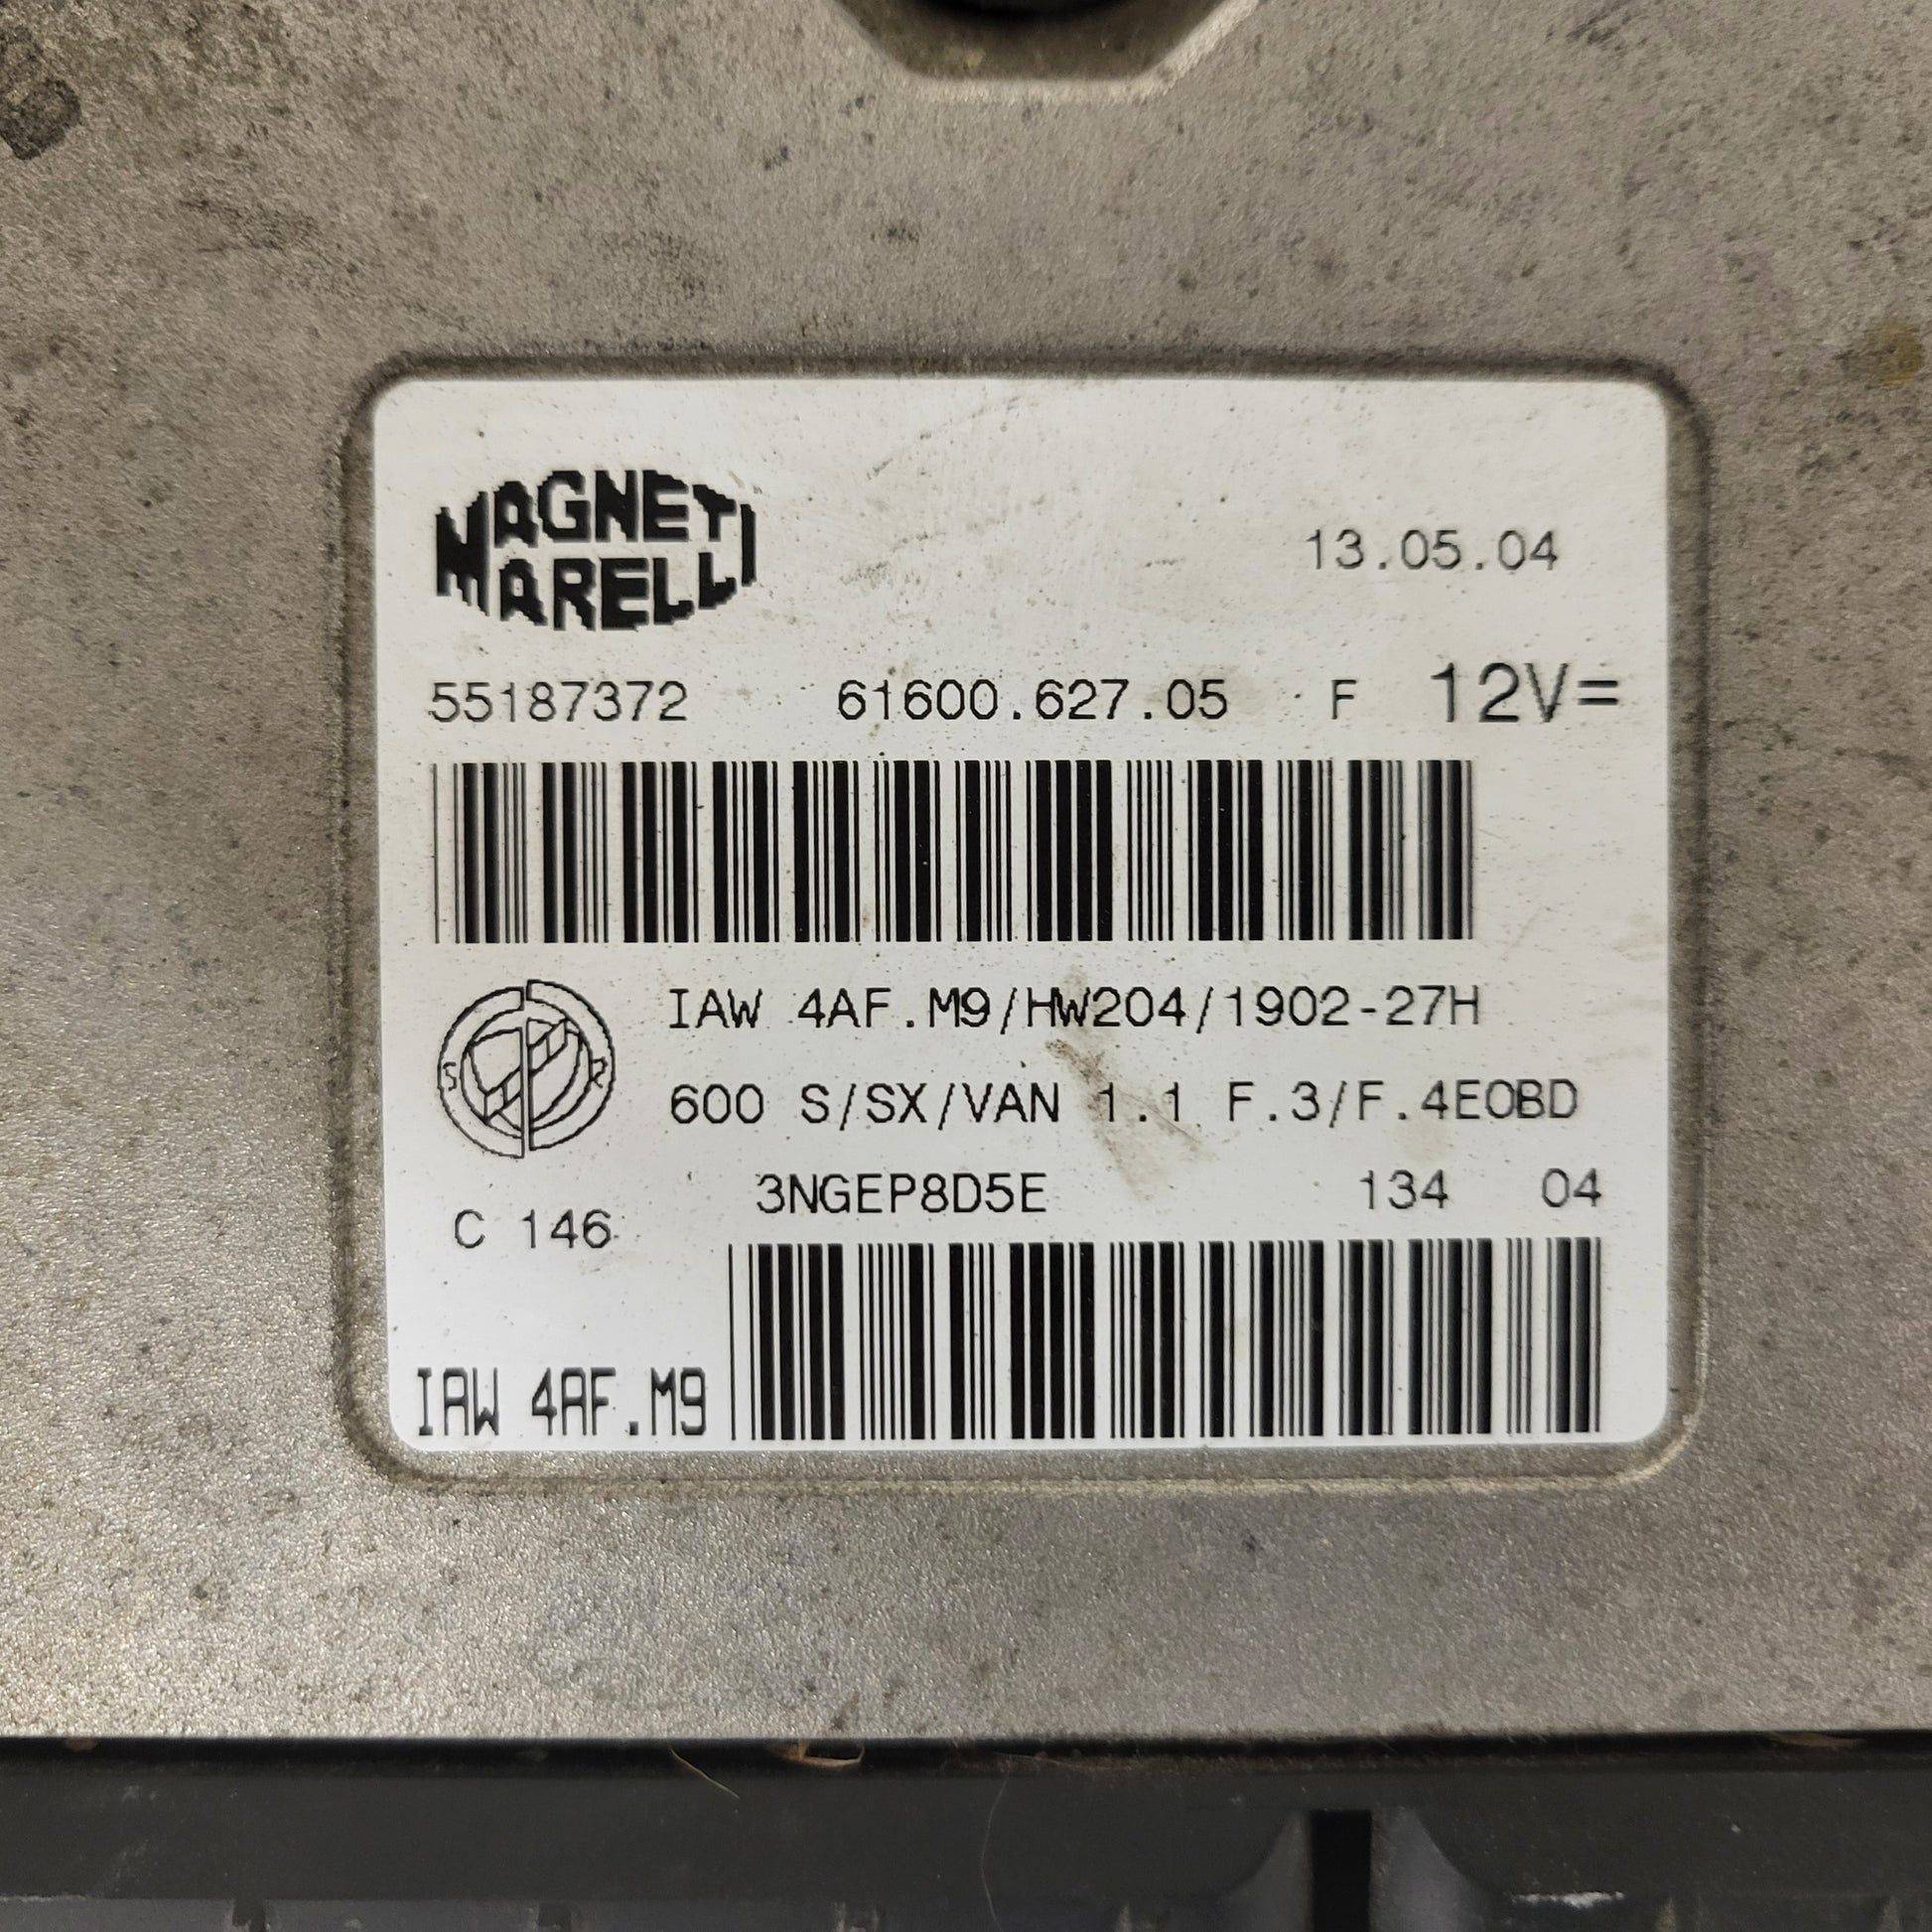 MAGNETI
MARELLI
13.05.04
55187372 61600.627.05 F 12V=
IAW 4AF.M9/HW204/1902-27H
S R
600 S/SX/VAN 1.1 F.3/F.4EOBD
3NGEP8D5E 134 04
C 146
IAW 4AF.M9